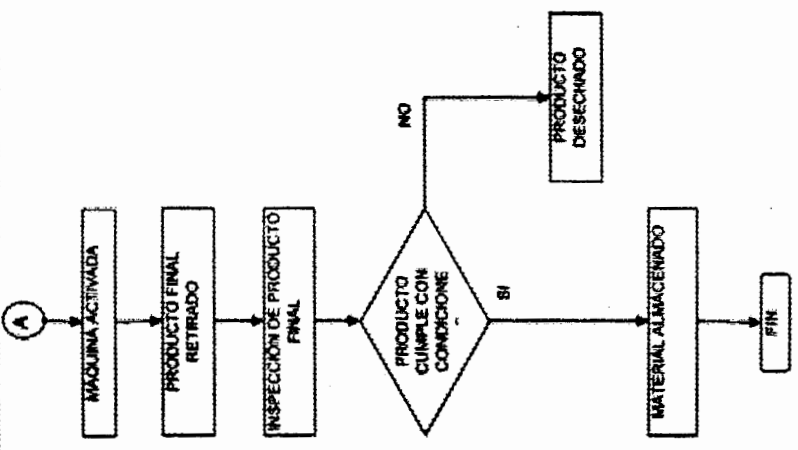 A
MAQUINA ACTIVADA
PRODUCTO FINAL
RETIRADO
INSPECCIÓN DE PRODUCTO
FINAL
PRODUCTO
CUMPLE CON
CONDICIONE
NO
PRODUCTO
DESECHADO
SI
MATERIAL ALMACENADO
FIN